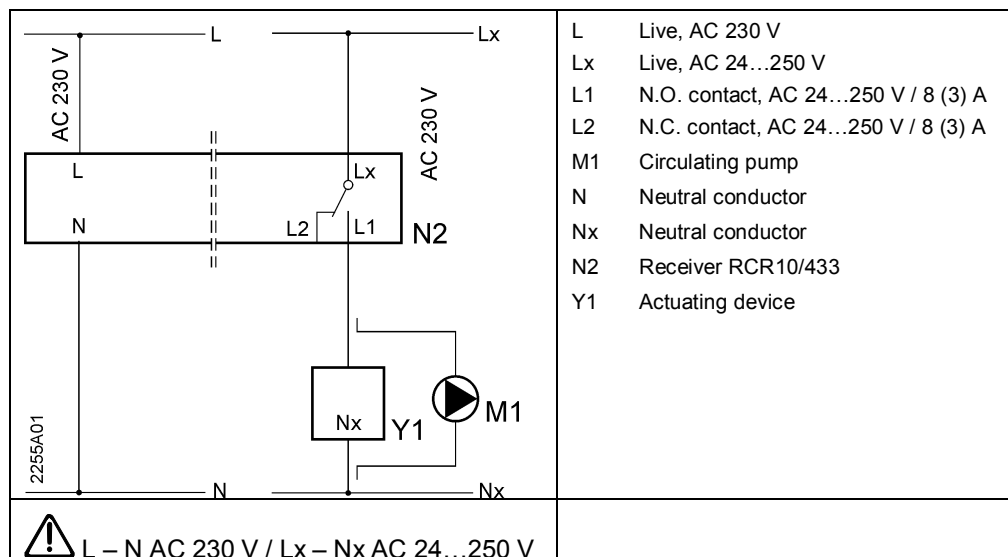 L
Lx
AC 230 V
AC 230 V
L
Lx
N
L2
L1
N2
Nx
Y1
M1
2255A01
N
Nx
L – N AC 230 V / Lx – Nx AC 24...250 V
L Live, AC 230 V
Lx Live, AC 24...250 V
L1 N.O. contact, AC 24...250 V / 8 (3) A
L2 N.C. contact, AC 24...250 V / 8 (3) A
M1 Circulating pump
N Neutral conductor
Nx Neutral conductor
N2 Receiver RCR10/433
Y1 Actuating device